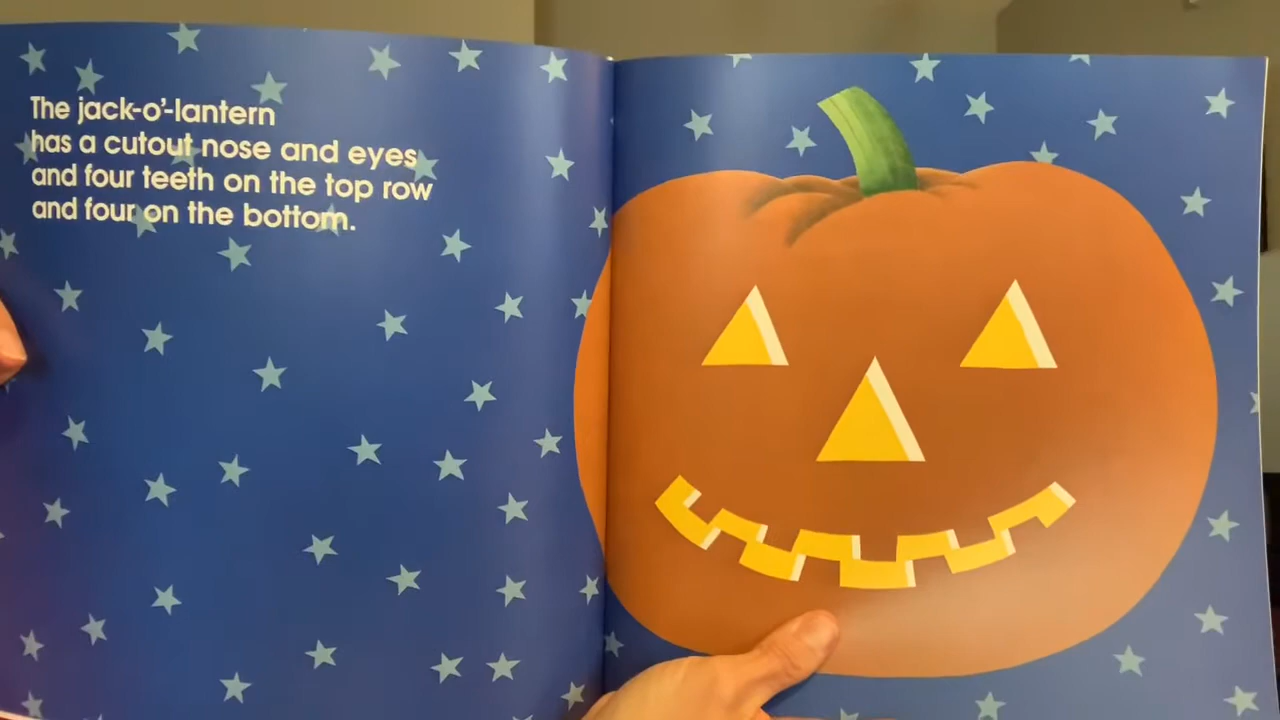 The jack-o'-lantern
has a cutout nose and eyes
and four teeth on the top row
and four on the bottom.